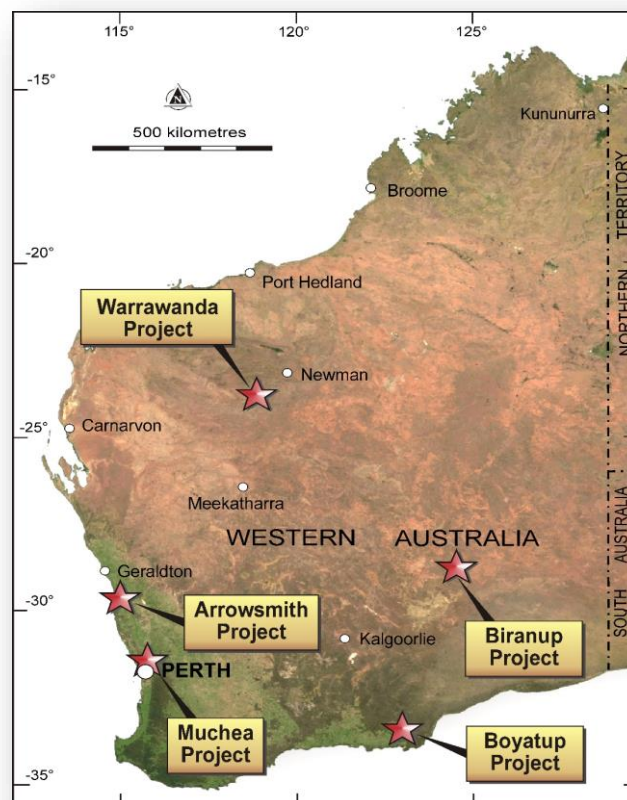 115°
120°
125°
-15°
N
500 kilometres
Kununurra
Broome
NORTHERN TERRITORY
-20°
Port Hedland
Warrawanda
Project
Newman
-25°
Carnarvon
Meekatharra
WESTERN AUSTRALIA
SOUTH AUSTRALIA
Geraldton
-30°
Arrowsmith
Project
Kalgoorlie
Biranup
Project
PERTH
Muchea
Project
Boyatup
Project
-35°